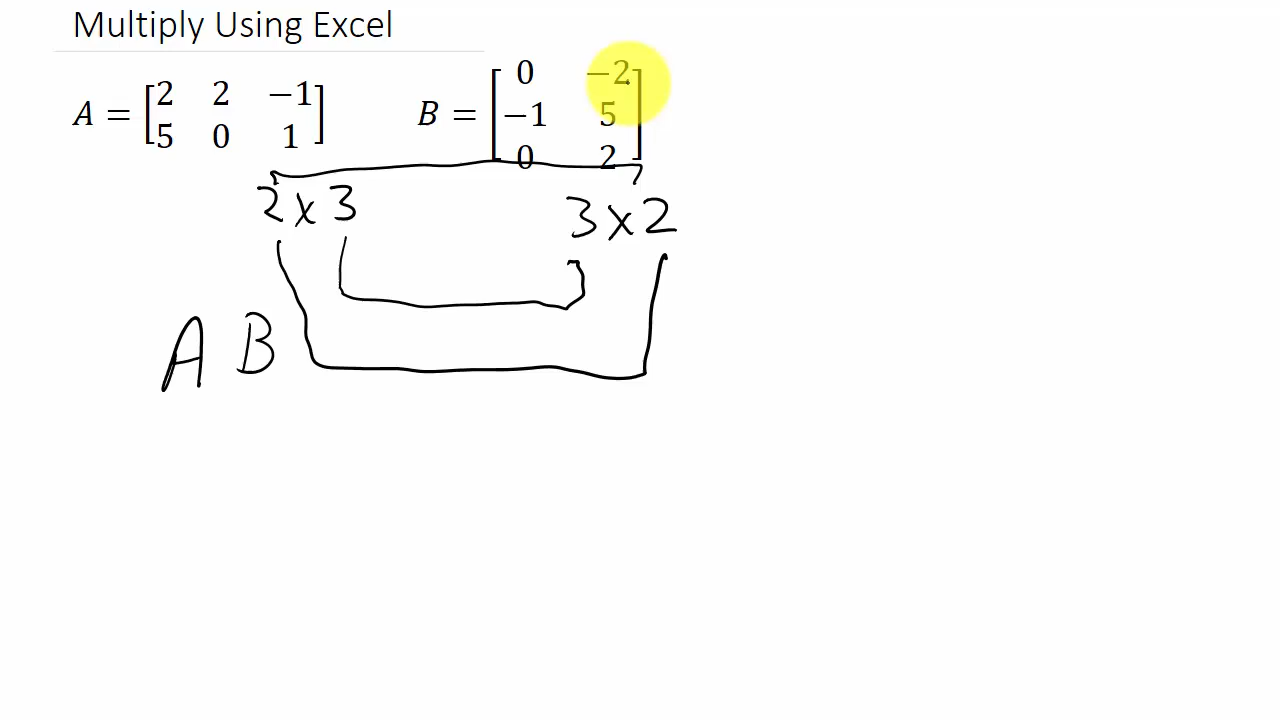 Multiply Using Excel
A = [2 2 −1
5 0 1]
B = [0 −2
−1 5
0 2]
2 x 3
3 x 2
A B